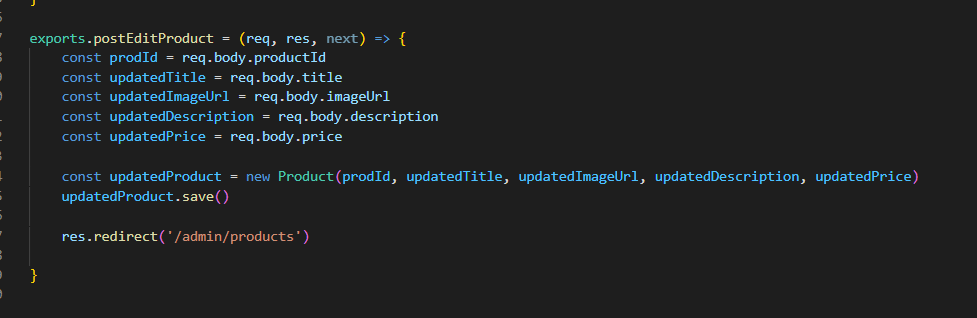 }
exports.postEditProduct = (req, res, next) => {
    const prodId = req.body.productId
    const updatedTitle = req.body.title
    const updatedImageUrl = req.body.imageUrl
    const updatedDescription = req.body.description
    const updatedPrice = req.body.price
    const updatedProduct = new Product(prodId, updatedTitle, updatedImageUrl, updatedDescription, updatedPrice)
    updatedProduct.save()
    res.redirect('/admin/products')
}